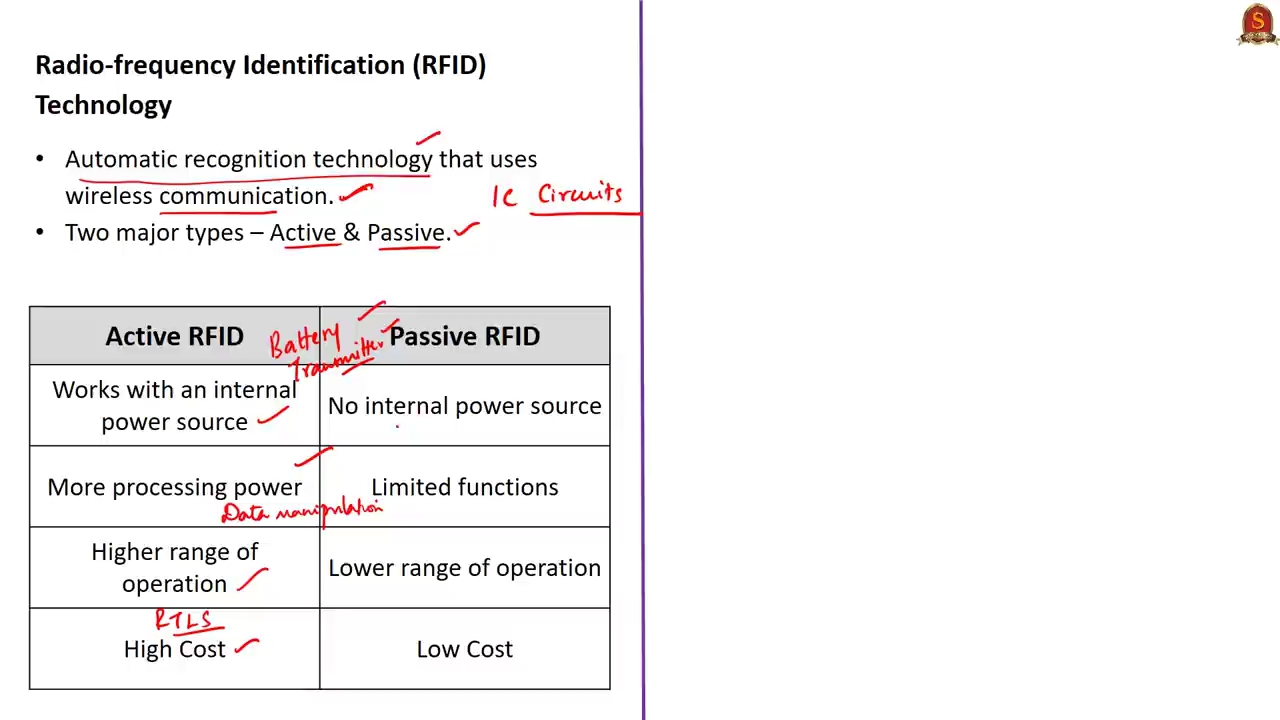 S
Radio-frequency Identification (RFID)
Technology
• Automatic recognition technology that uses
wireless communication.
IC Circuits
• Two major types – Active & Passive.
Active RFID
Battery
Transmitter
Passive RFID
Works with an internal
power source
No internal power source
More processing power
Limited functions
Data manipulation
Higher range of
operation
Lower range of operation
RTLS
High Cost
Low Cost